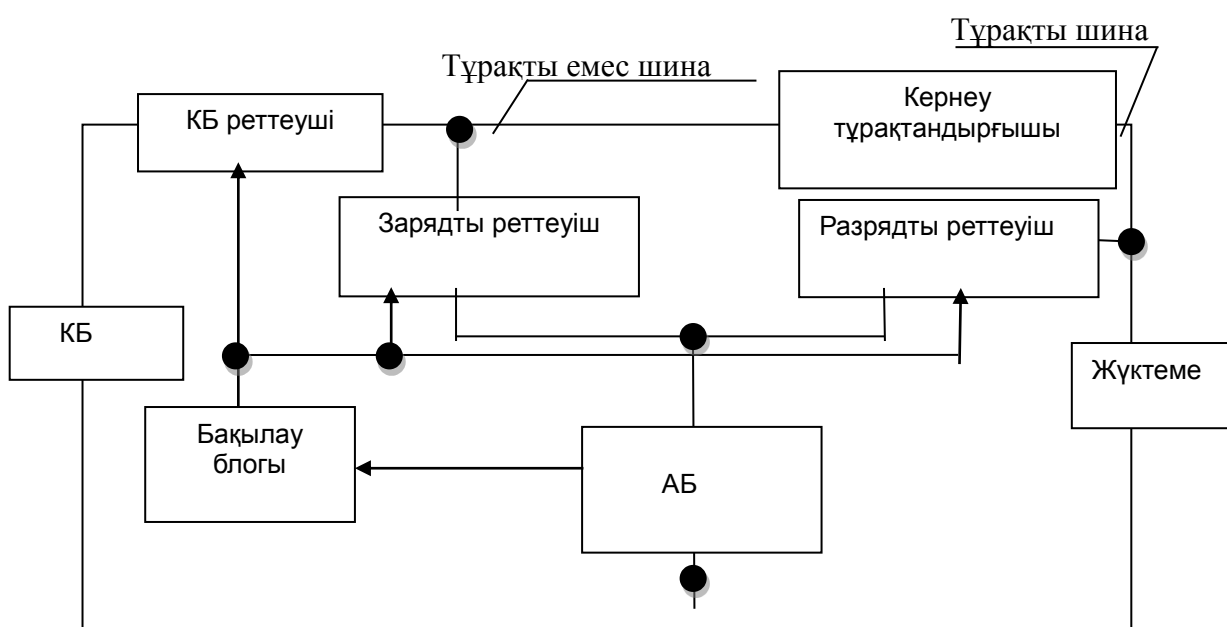 Тұрақты шина
Тұрақты емес шина
КБ реттеуші
Кернеу
тұрақтандырғышы
Зарядты реттеуіш
Разрядты реттеуіш
КБ
Жүктеме
Бақылау
блогы
АБ